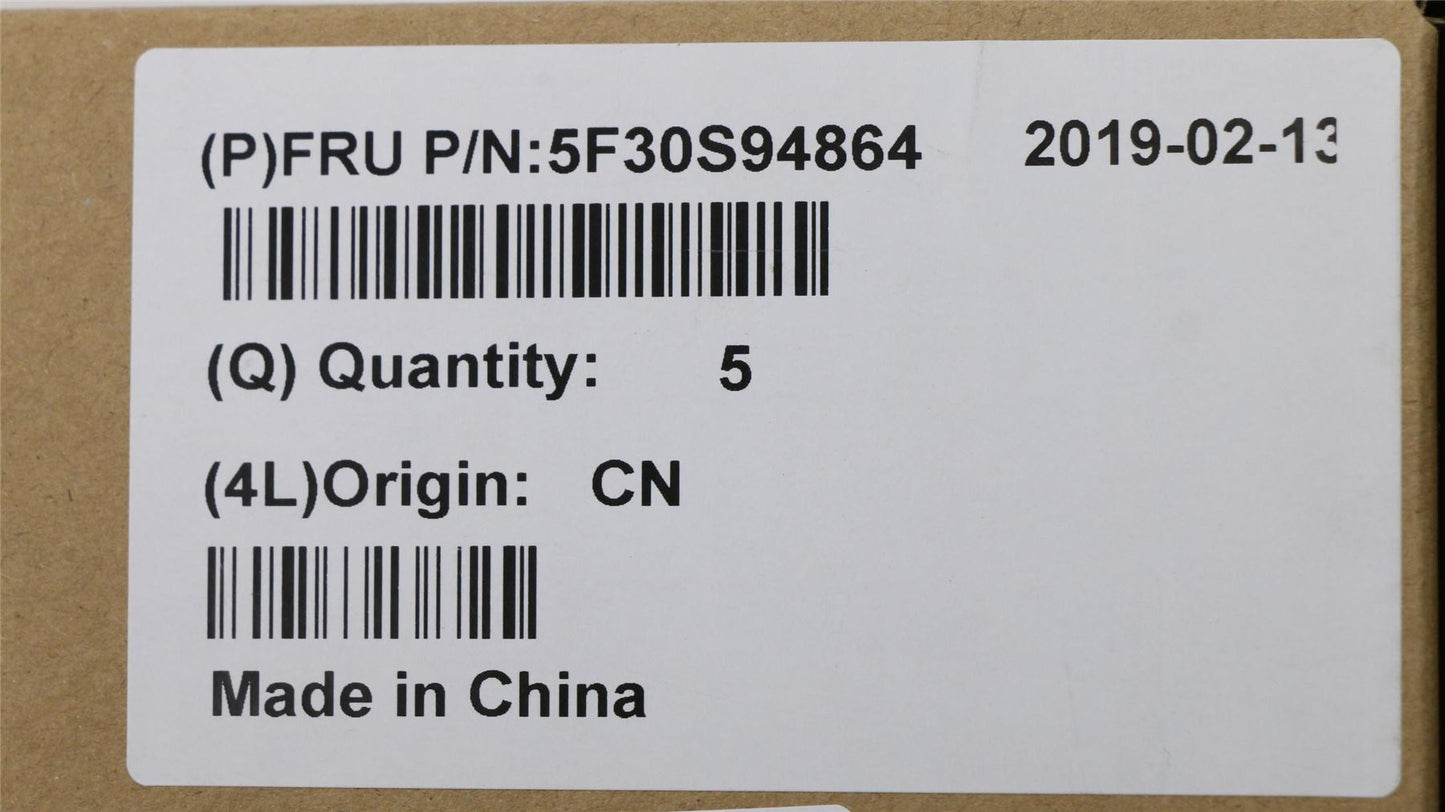 (P)FRU P/N:5F30S94864 2019-02-13
(Q) Quantity: 5
(4L)Origin: CN
Made in China